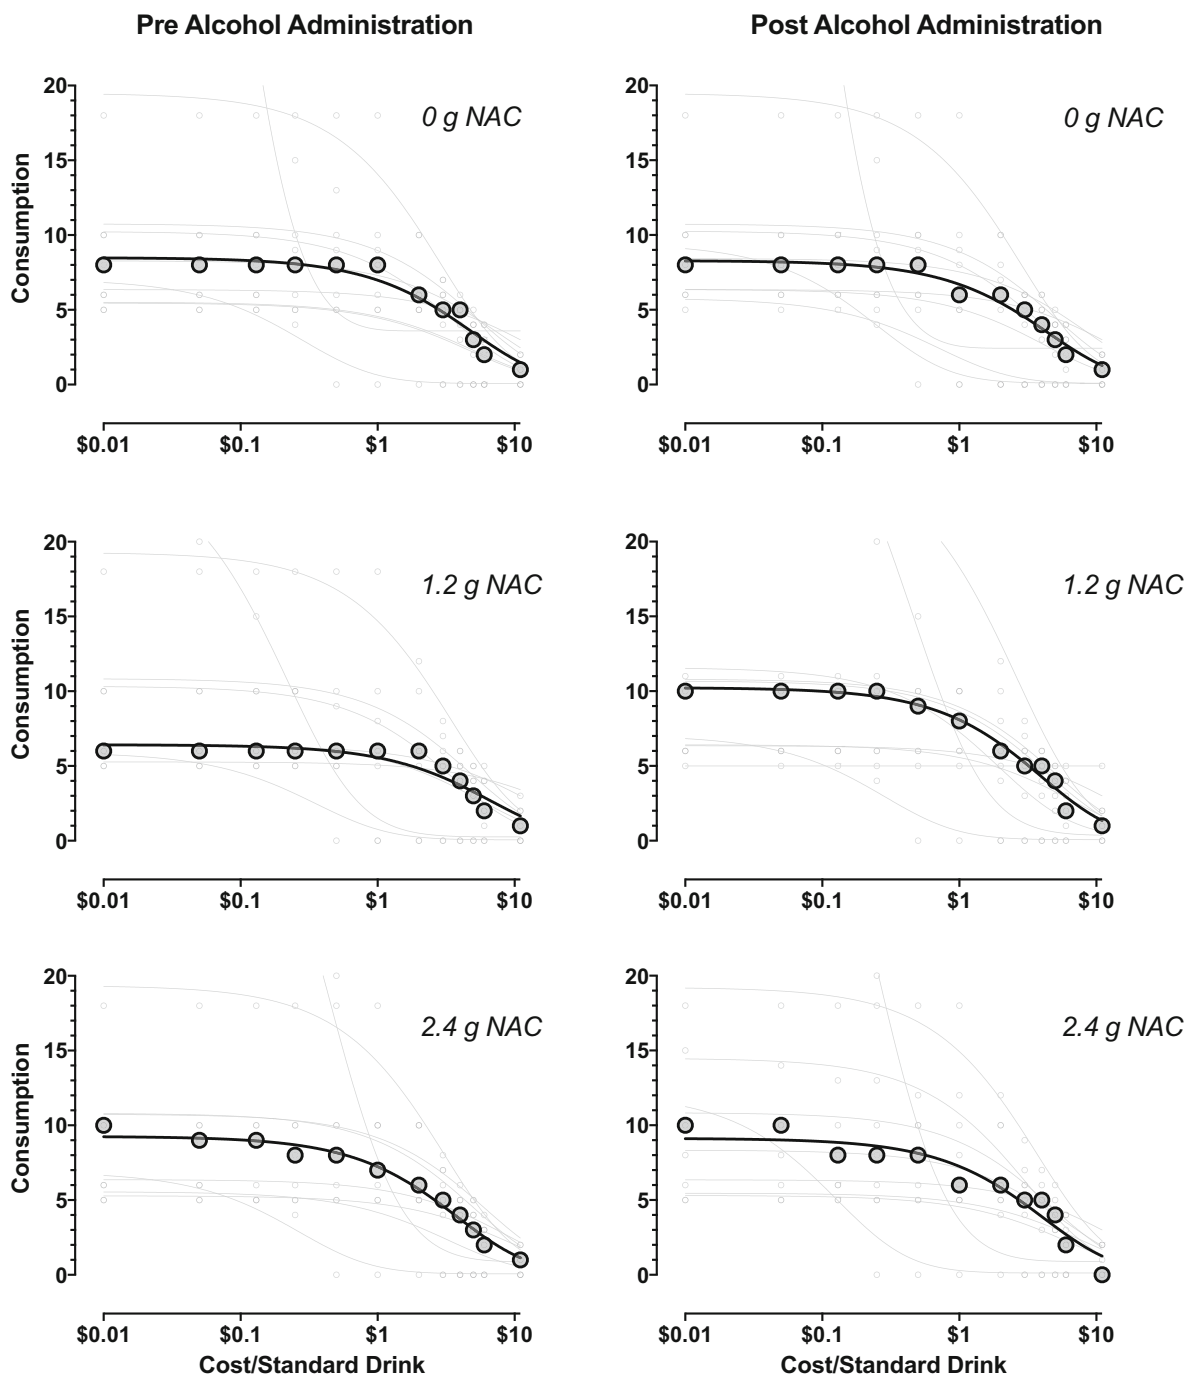 Pre Alcohol Administration
Post Alcohol Administration
0 g NAC
0 g NAC
Consumption
20
15
10
5
0
20
15
10
5
0
$0.01 $0.1 $1 $10
$0.01 $0.1 $1 $10
1.2 g NAC
1.2 g NAC
Consumption
20
15
10
5
0
20
15
10
5
0
$0.01 $0.1 $1 $10
$0.01 $0.1 $1 $10
2.4 g NAC
2.4 g NAC
Consumption
20
15
10
5
0
20
15
10
5
0
$0.01 $0.1 $1 $10
$0.01 $0.1 $1 $10
Cost/Standard Drink
Cost/Standard Drink